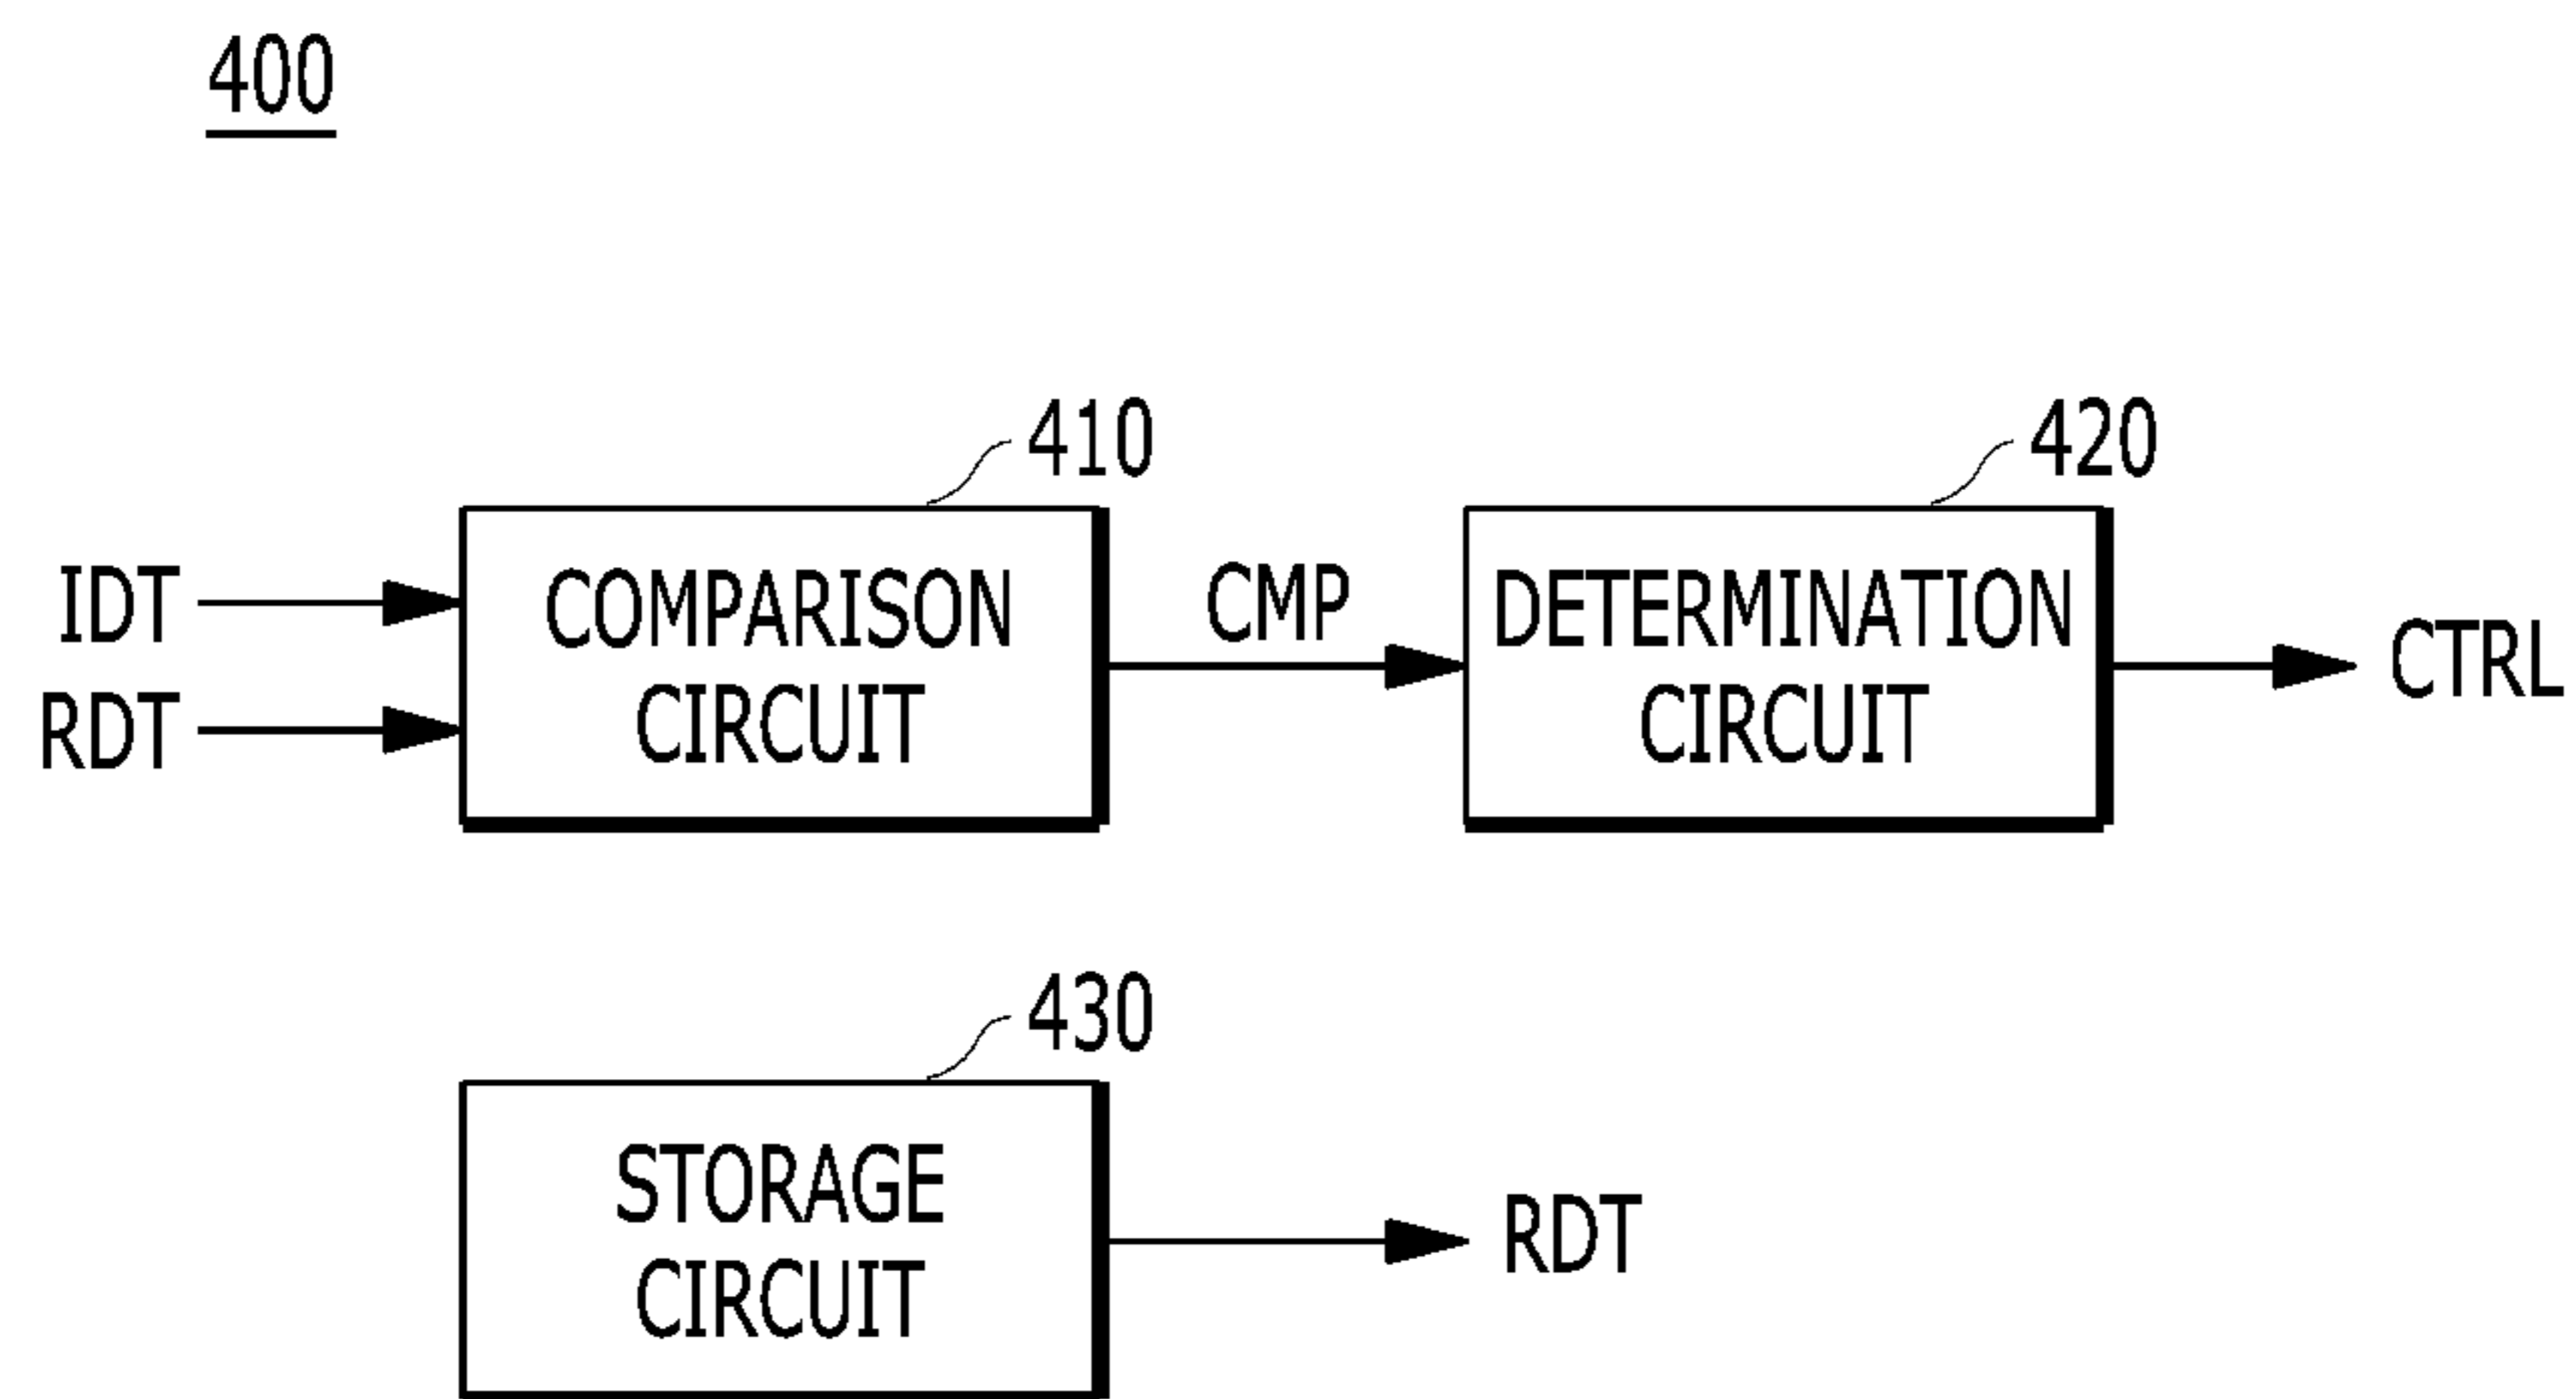 400
410
420
IDT
RDT
COMPARISON
CIRCUIT
CMP
DETERMINATION
CIRCUIT
CTRL
430
STORAGE
CIRCUIT
RDT